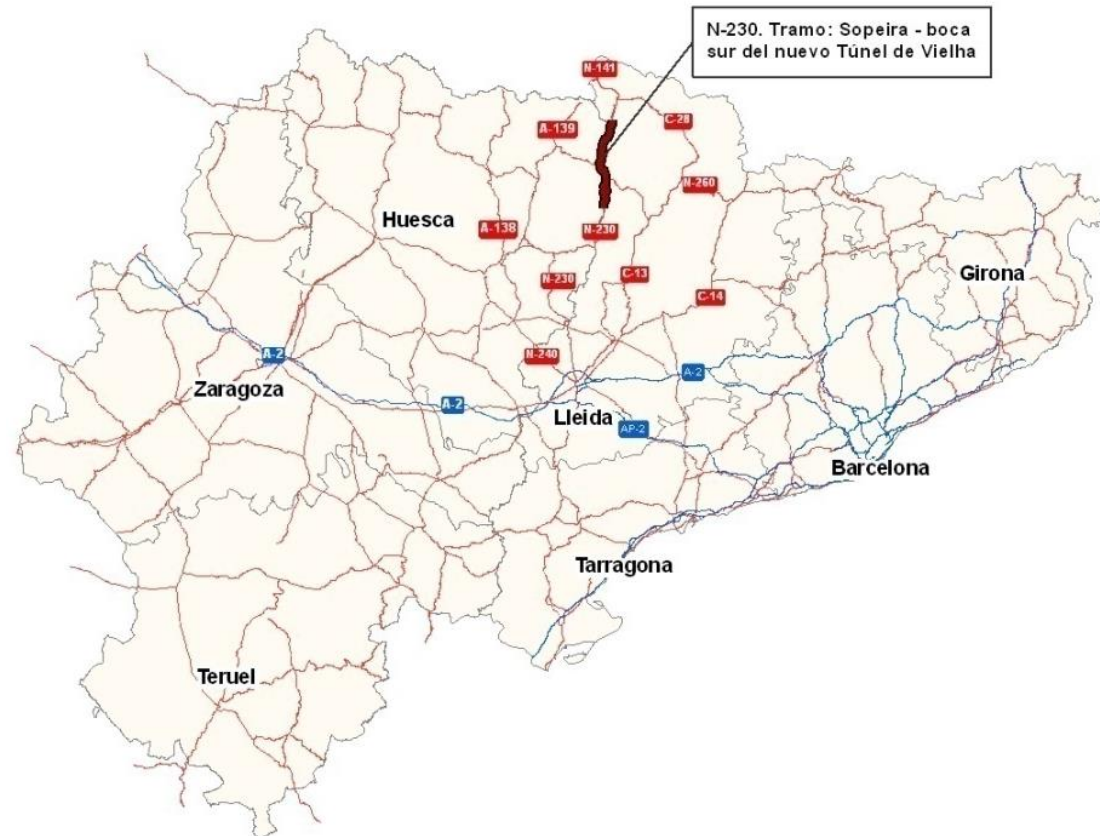 N-230. Tramo: Sopeira - boca
sur del nuevo Túnel de Vielha
N-141
A-139
C-28
N-260
Huesca
A-138
N-230
N-230
C-13
Girona
C-14
A-2
N-240
A-2
Zaragoza
A-2
Lleida
AP-2
Barcelona
Tarragona
Teruel